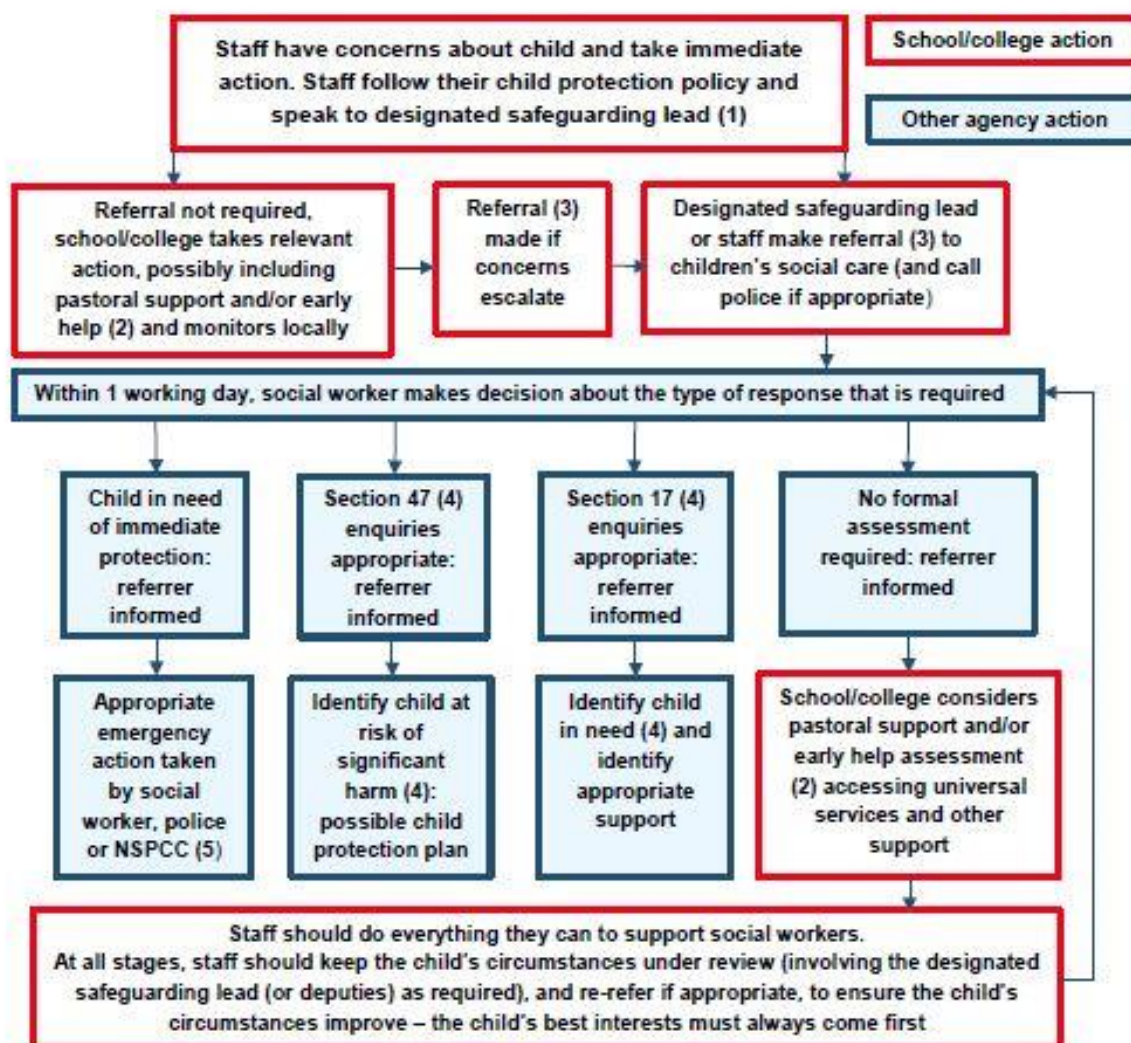 Staff have concerns about child and take immediate
action. Staff follow their child protection policy and
speak to designated safeguarding lead (1)
School/college action
Other agency action
Referral not required,
school/college takes relevant
action, possibly including
pastoral support and/or early
help (2) and monitors locally
Referral (3)
made if
concerns
escalate
Designated safeguarding lead
or staff make referral (3) to
children's social care (and call
police if appropriate)
Within 1 working day, social worker makes decision about the type of response that is required
Child in need
of immediate
protection:
referrer
informed
Section 47 (4)
enquiries
appropriate:
referrer
informed
Section 17 (4)
enquiries
appropriate:
referrer
informed
No formal
assessment
required: referrer
informed
Appropriate
emergency
action taken
by social
worker, police
or NSPCC (5)
Identify child at
risk of
significant
harm (4):
possible child
protection plan
Identify child
in need (4) and
identify
appropriate
support
School/college considers
pastoral support and/or
early help assessment
(2) accessing universal
services and other
support
Staff should do everything they can to support social workers.
At all stages, staff should keep the child's circumstances under review (involving the designated
safeguarding lead (or deputies) as required), and re-refer if appropriate, to ensure the child's
circumstances improve – the child's best interests must always come first